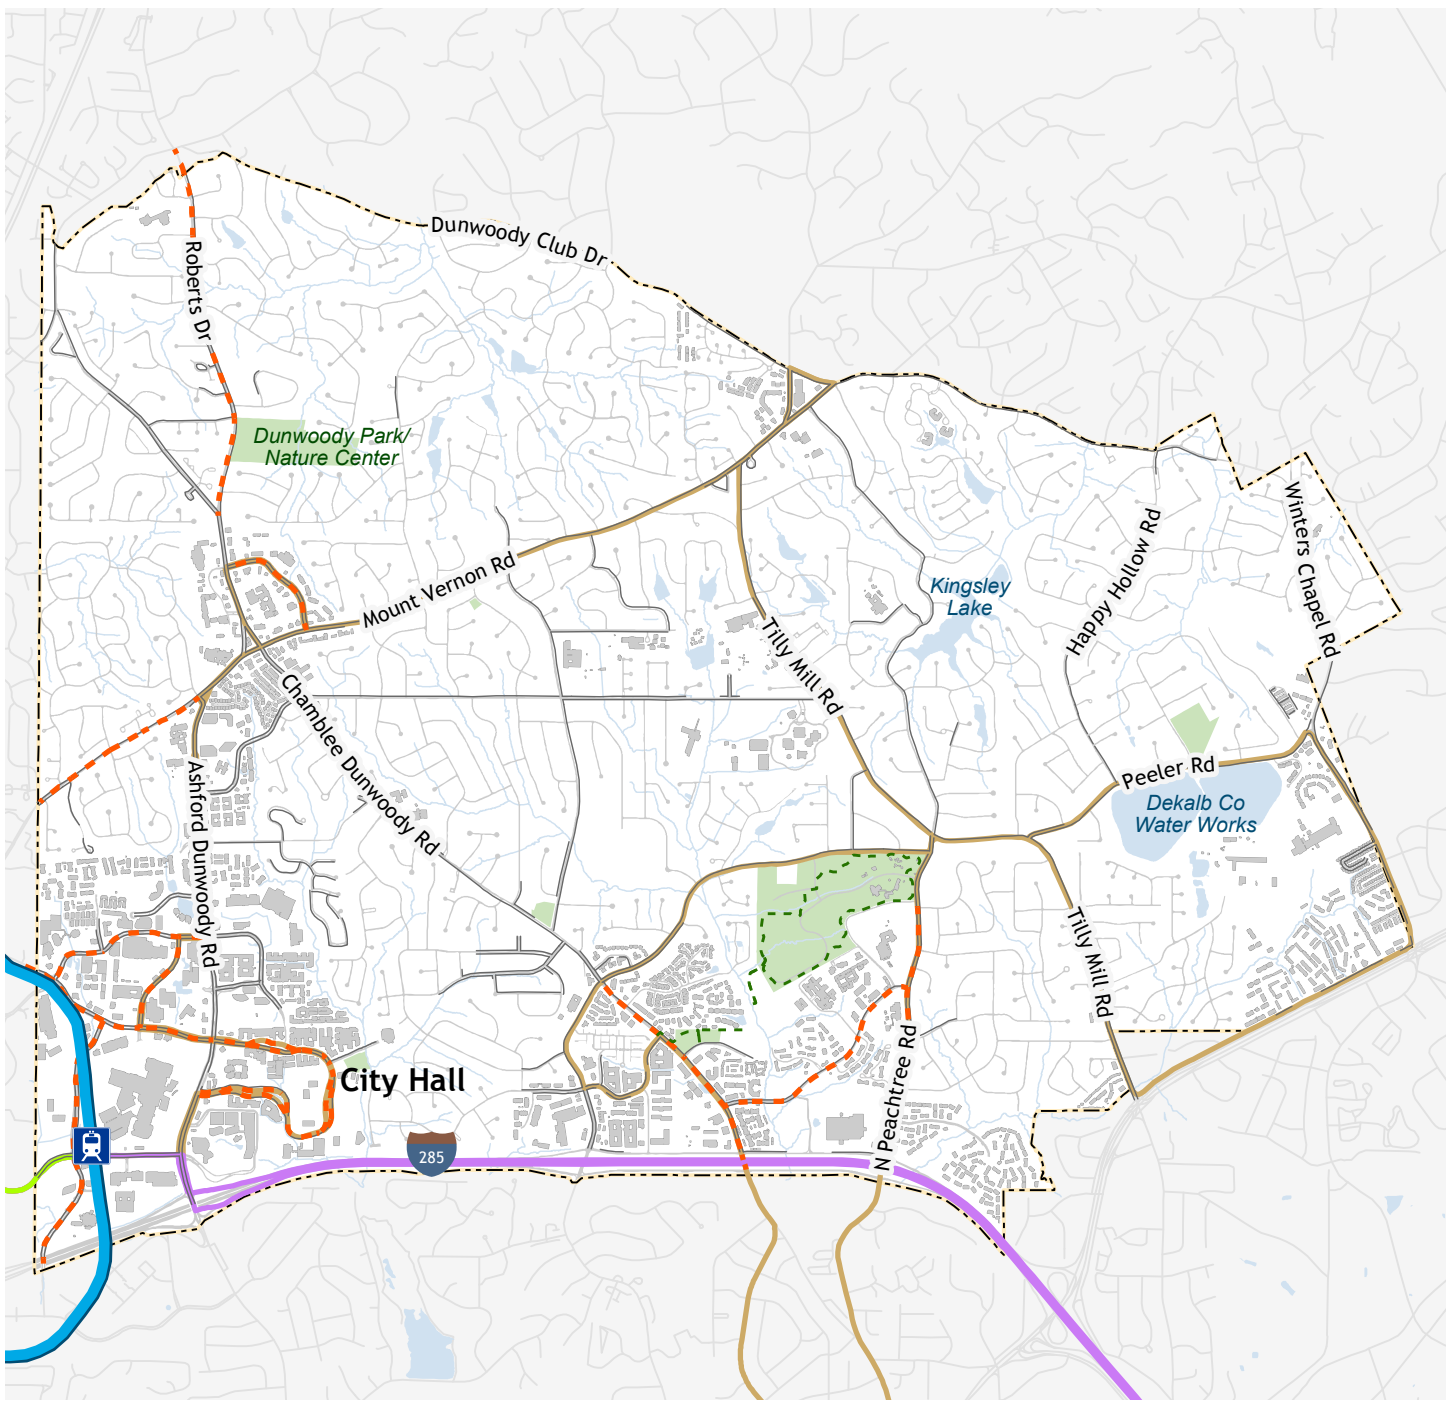 Dunwoody Club Dr
Roberts Dr
Dunwoody Park/
Nature Center
Winters Chapel Rd
Happy Hollow Rd
Mount Vernon Rd
Kingsley
Lake
Tilly Mill Rd
Chamblee Dunwoody Rd
Ashford Dunwoody Rd
Peeler Rd
Dekalb Co
Water Works
Tilly Mill Rd
N Peachtree Rd
City Hall
285